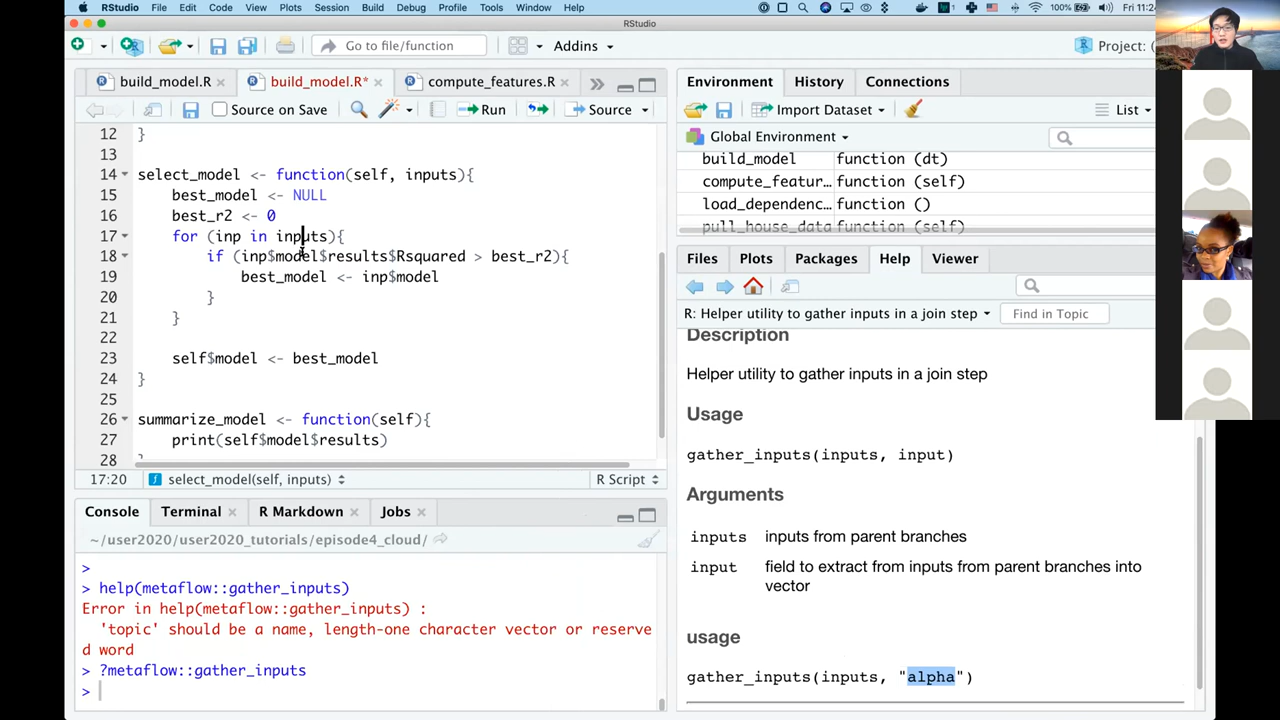 RStudio File Edit Code View Plots Session Build Debug Profile Tools Window Help 100% Fri 11:2
RStudio
Go to file/function Addins Project: (
build_model.R build_model.R* compute_features.R
Source on Save Run Source
12 }
13
14 select_model <- function(self, inputs){
15 best_model <- NULL
16 best_r2 <- 0
17 for (inp in inputs){
18 if (inp$model$results$Rsquared > best_r2){
19 best_model <- inp$model
20 }
21 }
22
23 self$model <- best_model
24 }
25
26 summarize_model <- function(self){
27 print(self$model$results)
28
17:20 select_model(self, inputs) R Script
Console Terminal R Markdown Jobs
~/user2020/user2020_tutorials/episode4_cloud/
>
> help(metaflow::gather_inputs)
Error in help(metaflow::gather_inputs) :
'topic' should be a name, length-one character vector or reserve
d word
> ?metaflow::gather_inputs
>
Environment History Connections
Import Dataset List
Global Environment
build_model function (dt)
compute_featur… function (self)
load_dependenc… function ()
pull_house_data function (self)
Files Plots Packages Help Viewer
R: Helper utility to gather inputs in a join step Find in Topic
Description
Helper utility to gather inputs in a join step
Usage
gather_inputs(inputs, input)
Arguments
inputs inputs from parent branches
input field to extract from inputs from parent branches into
vector
usage
gather_inputs(inputs, "alpha")